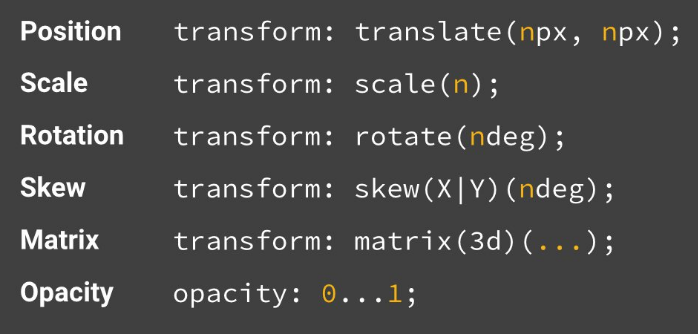 Position transform: translate(npx, npx);
Scale transform: scale(n);
Rotation transform: rotate(ndeg);
Skew transform: skew(X|Y)(ndeg);
Matrix transform: matrix(3d)(...);
Opacity opacity: 0...1;